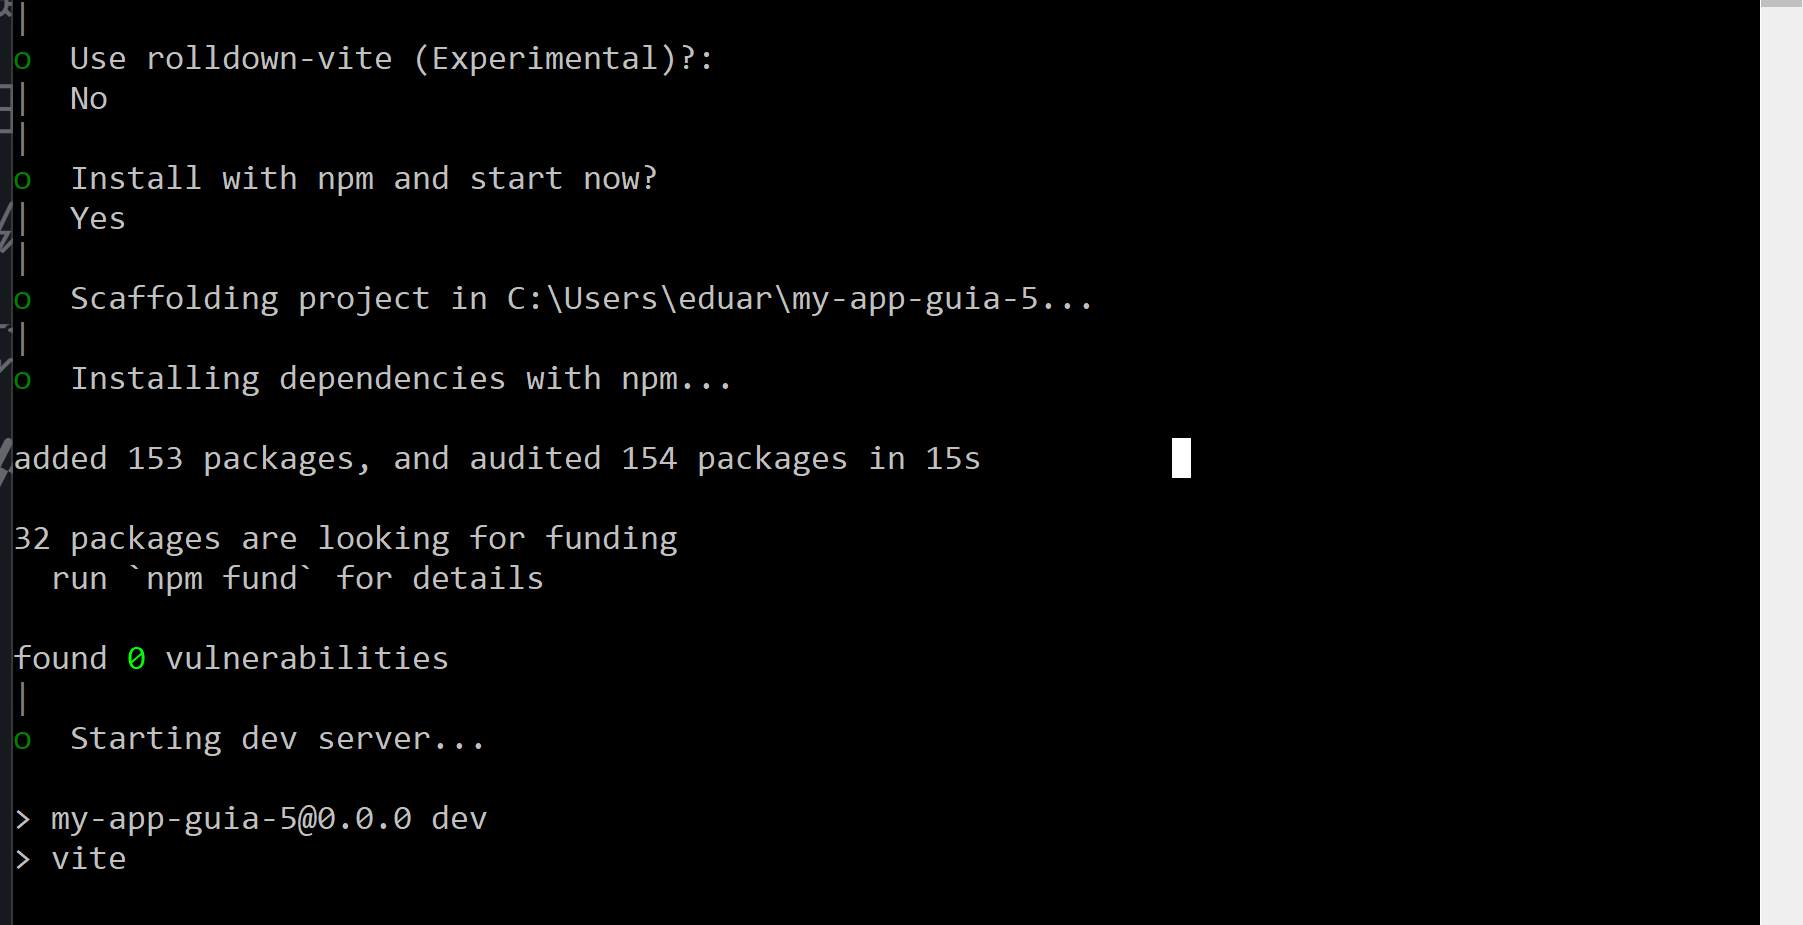 |
o  Use rolldown-vite (Experimental)?:
|  No
|
o  Install with npm and start now?
|  Yes
|
o  Scaffolding project in C:\Users\eduar\my-app-guia-5...
|
o  Installing dependencies with npm...
added 153 packages, and audited 154 packages in 15s
32 packages are looking for funding
  run `npm fund` for details
found 0 vulnerabilities
|
o  Starting dev server...
> my-app-guia-5@0.0.0 dev
> vite